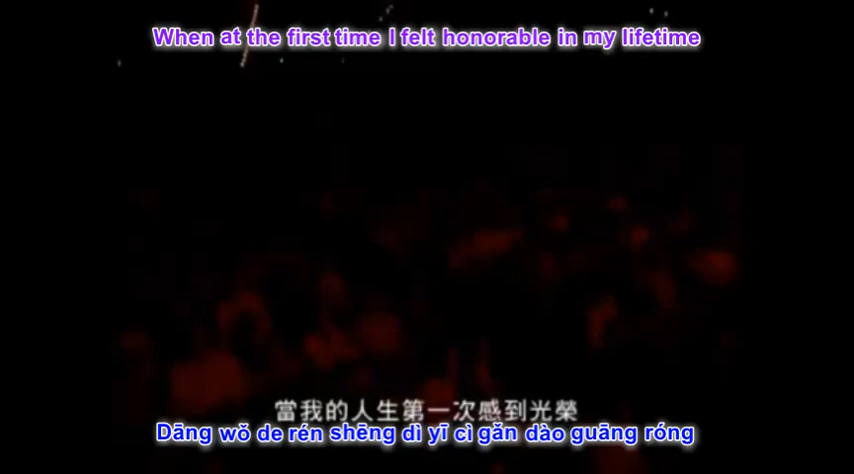 When at the first time I felt honorable in my lifetime
當我的人生第一次感到光榮
Dāng wǒ de rén shēng dì yī cì gǎn dào guāng róng